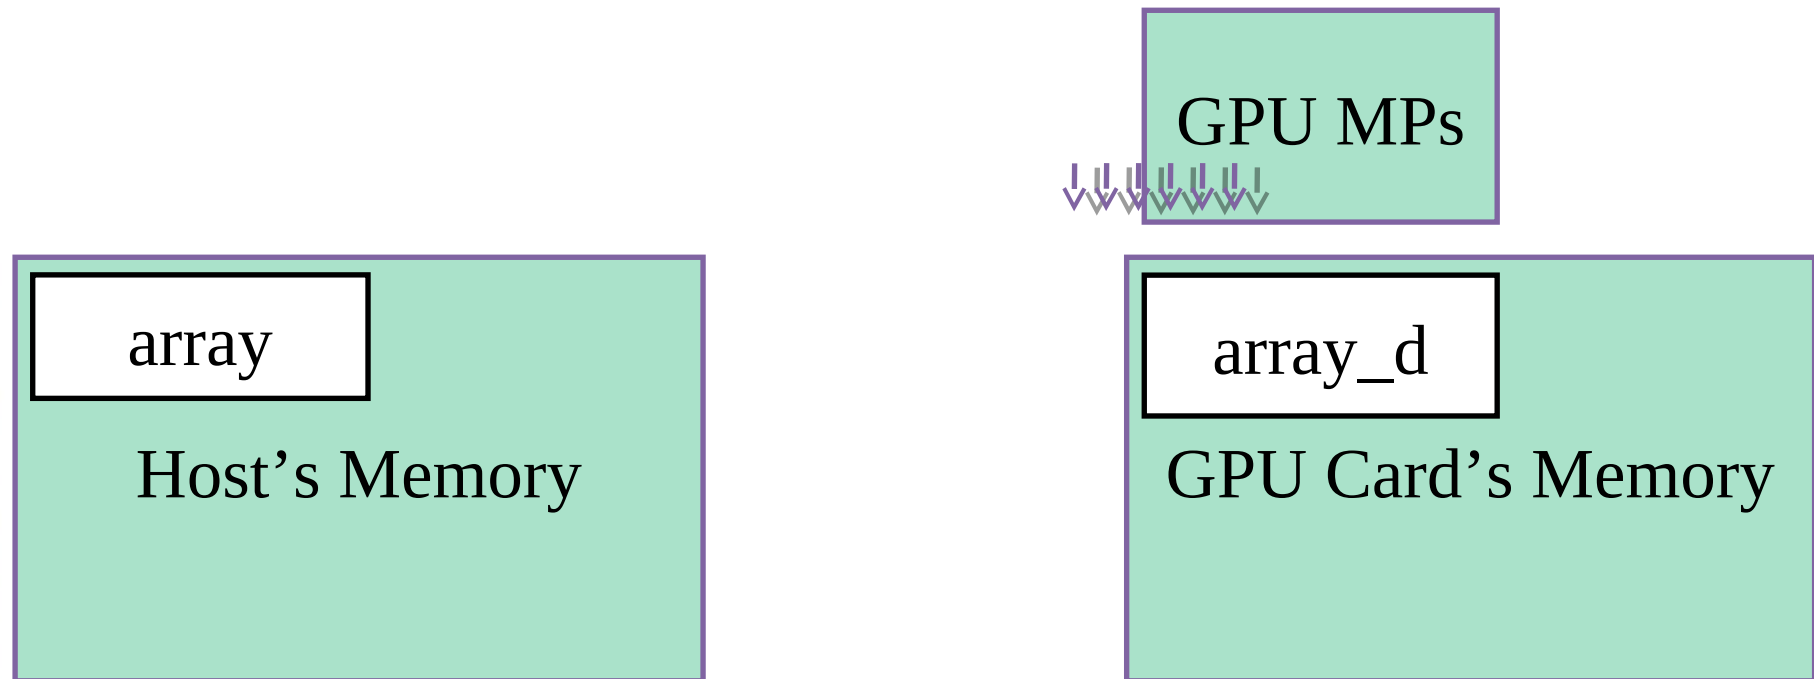 GPU MPs
array
array_d
Host’s Memory
GPU Card’s Memory